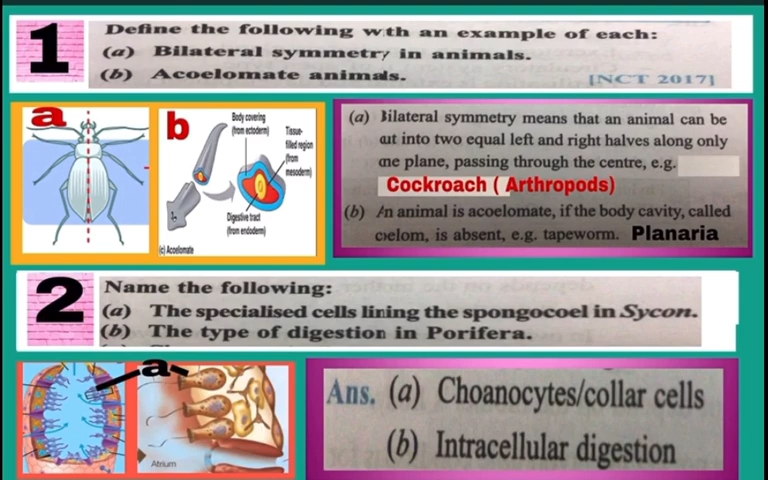 1
Define the following with an example of each:
(a) Bilateral symmetry in animals.
(b) Acoelomate animals.
[NCT 2017]
a
b
Body covering
(from ectoderm)
Tissue-
filled region
(from
mesoderm)
Digestive tract
(from endoderm)
(c) Acoelomate
(a) Bilateral symmetry means that an animal can be
cut into two equal left and right halves along only
one plane, passing through the centre, e.g.
Cockroach ( Arthropods)
(b) An animal is acoelomate, if the body cavity, called
coelom, is absent, e.g. tapeworm. Planaria
2
Name the following:
(a) The specialised cells lining the spongocoel in Sycon.
(b) The type of digestion in Porifera.
a
Atrium
Ans. (a) Choanocytes/collar cells
(b) Intracellular digestion